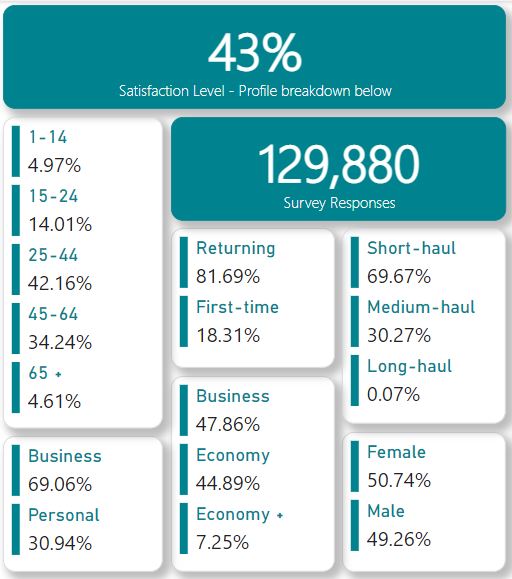 43%
Satisfaction Level - Profile breakdown below
1-14
4.97%
15-24
14.01%
25-44
42.16%
45-64
34.24%
65 +
4.61%
129,880
Survey Responses
Returning
81.69%
First-time
18.31%
Short-haul
69.67%
Medium-haul
30.27%
Long-haul
0.07%
Business
69.06%
Personal
30.94%
Business
47.86%
Economy
44.89%
Economy +
7.25%
Female
50.74%
Male
49.26%